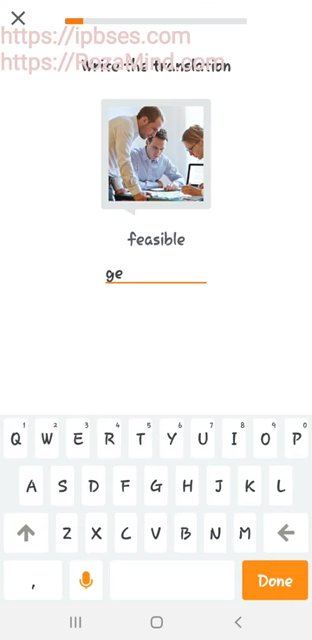 https://ipbses.com
https://RozaMind.com
Write the translation
feasible
ge
1 2 3 4 5 6 7 8 9 0
Q W E R T Y U I O P
A S D F G H J K L
Z X C V B N M
, Done